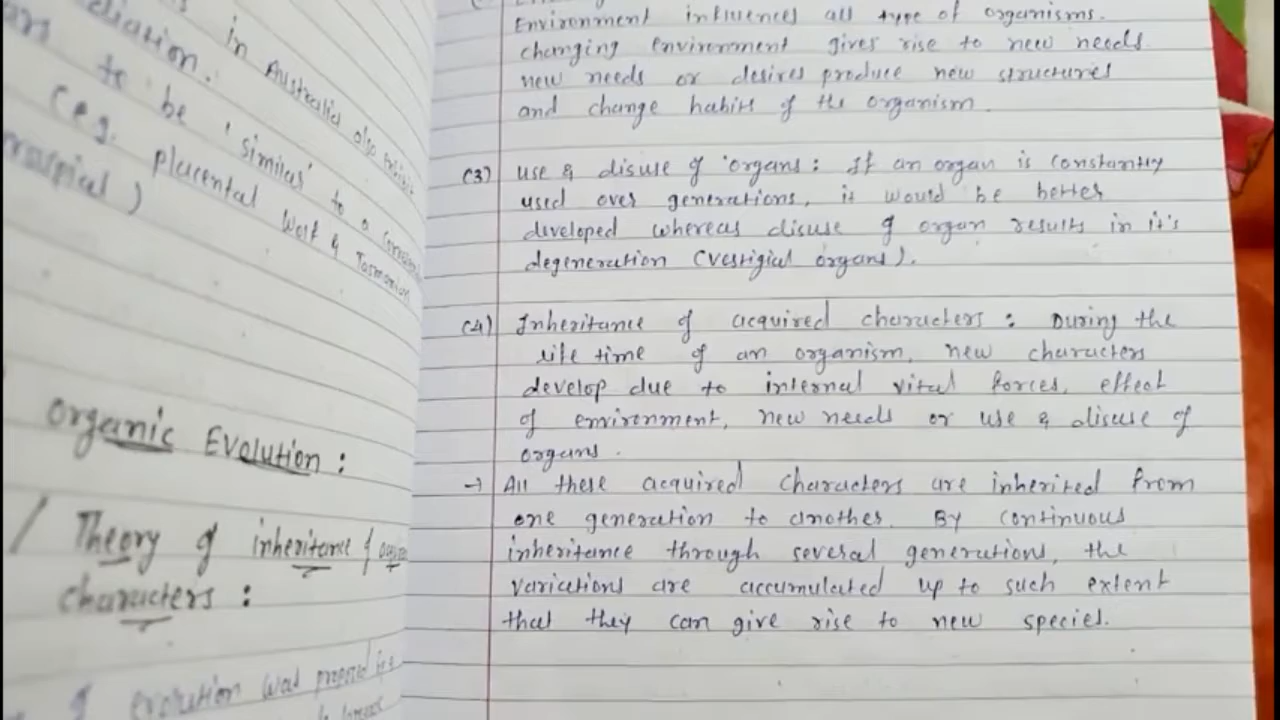 in Australia also
diation.
to be 'similar' to a
(e.g. placental Wolf & Tasmanian
)
Organic Evolution :
/ Theory of inheritance of
characters :
of evolution was proposed
Environment influences all type of organisms.
changing environment gives rise to new needs.
new needs or desires produce new structures
and change habits of the organism.
(3) use & disuse of organs : If an organ is constantly
used over generations, it would be better
developed whereas disuse of organ results in it's
degeneration (vestigial organs).
(4) Inheritance of acquired characters : During the
life time of an organism, new characters
develop due to internal vital forces, effect
of environment, new needs or use & disuse of
organs.
→ All these acquired characters are inherited from
one generation to another. By continuous
inheritance through several generations, the
variations are accumulated up to such extent
that they can give rise to new species.